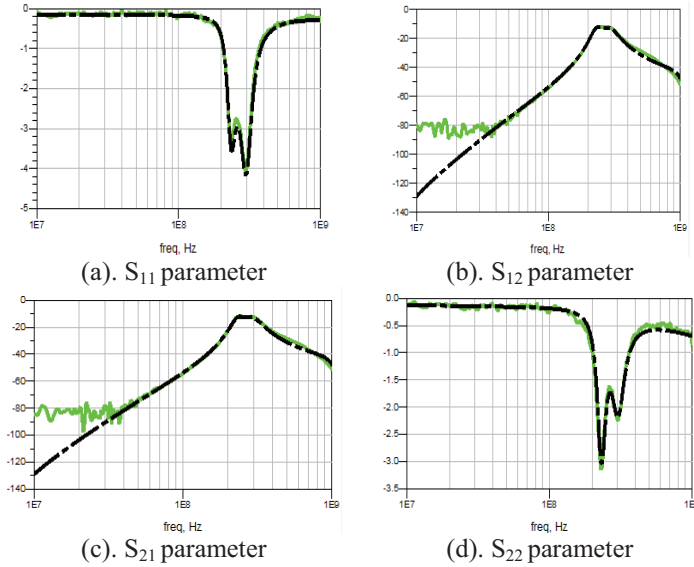 0
-1
-2
-3
-4
-5
1E7 1E8 1E9
freq, Hz
(a). S11 parameter
0
-20
-40
-60
-80
-100
-120
-140
1E7 1E8 1E9
freq, Hz
(b). S12 parameter
0
-20
-40
-60
-80
-100
-120
-140
1E7 1E8 1E9
freq, Hz
(c). S21 parameter
0.0
-0.5
-1.0
-1.5
-2.0
-2.5
-3.0
-3.5
1E7 1E8 1E
freq, Hz
(d). S22 parameter